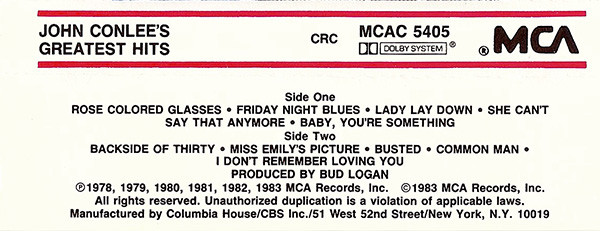 JOHN CONLEE'S
GREATEST HITS
CRC
MCAC 5405
DOLBY SYSTEM ®
® MCA
Side One
ROSE COLORED GLASSES • FRIDAY NIGHT BLUES • LADY LAY DOWN • SHE CAN'T
SAY THAT ANYMORE • BABY, YOU'RE SOMETHING
Side Two
BACKSIDE OF THIRTY • MISS EMILY'S PICTURE • BUSTED • COMMON MAN •
I DON'T REMEMBER LOVING YOU
PRODUCED BY BUD LOGAN
℗1978, 1979, 1980, 1981, 1982, 1983 MCA Records, Inc. ©1983 MCA Records, Inc.
All rights reserved. Unauthorized duplication is a violation of applicable laws.
Manufactured by Columbia House/CBS Inc./51 West 52nd Street/New York, N.Y. 10019